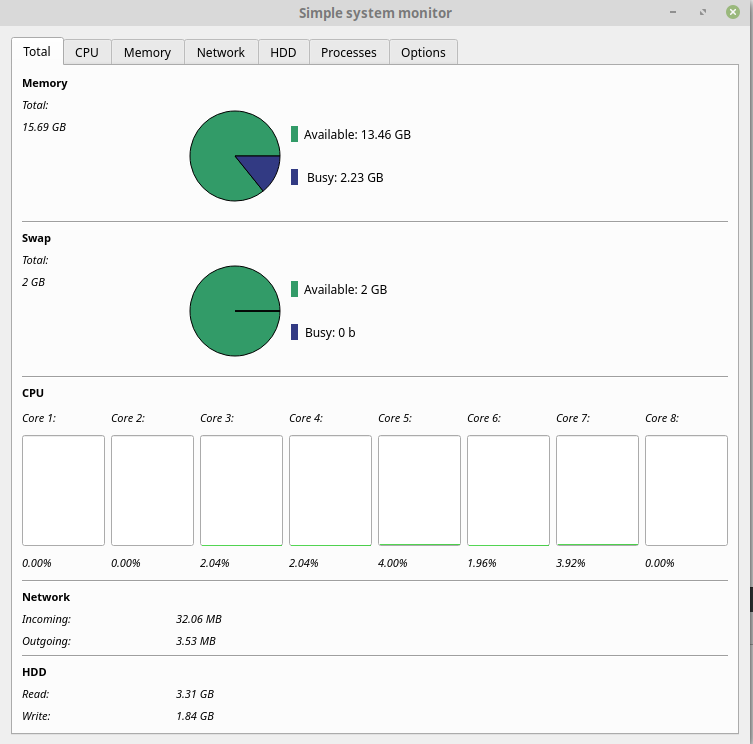 Simple system monitor
Total CPU Memory Network HDD Processes Options
Memory
Total:
15.69 GB
Available: 13.46 GB
Busy: 2.23 GB
Swap
Total:
2 GB
Available: 2 GB
Busy: 0 b
CPU
Core 1: Core 2: Core 3: Core 4: Core 5: Core 6: Core 7: Core 8:
0.00% 0.00% 2.04% 2.04% 4.00% 1.96% 3.92% 0.00%
Network
Incoming: 32.06 MB
Outgoing: 3.53 MB
HDD
Read: 3.31 GB
Write: 1.84 GB